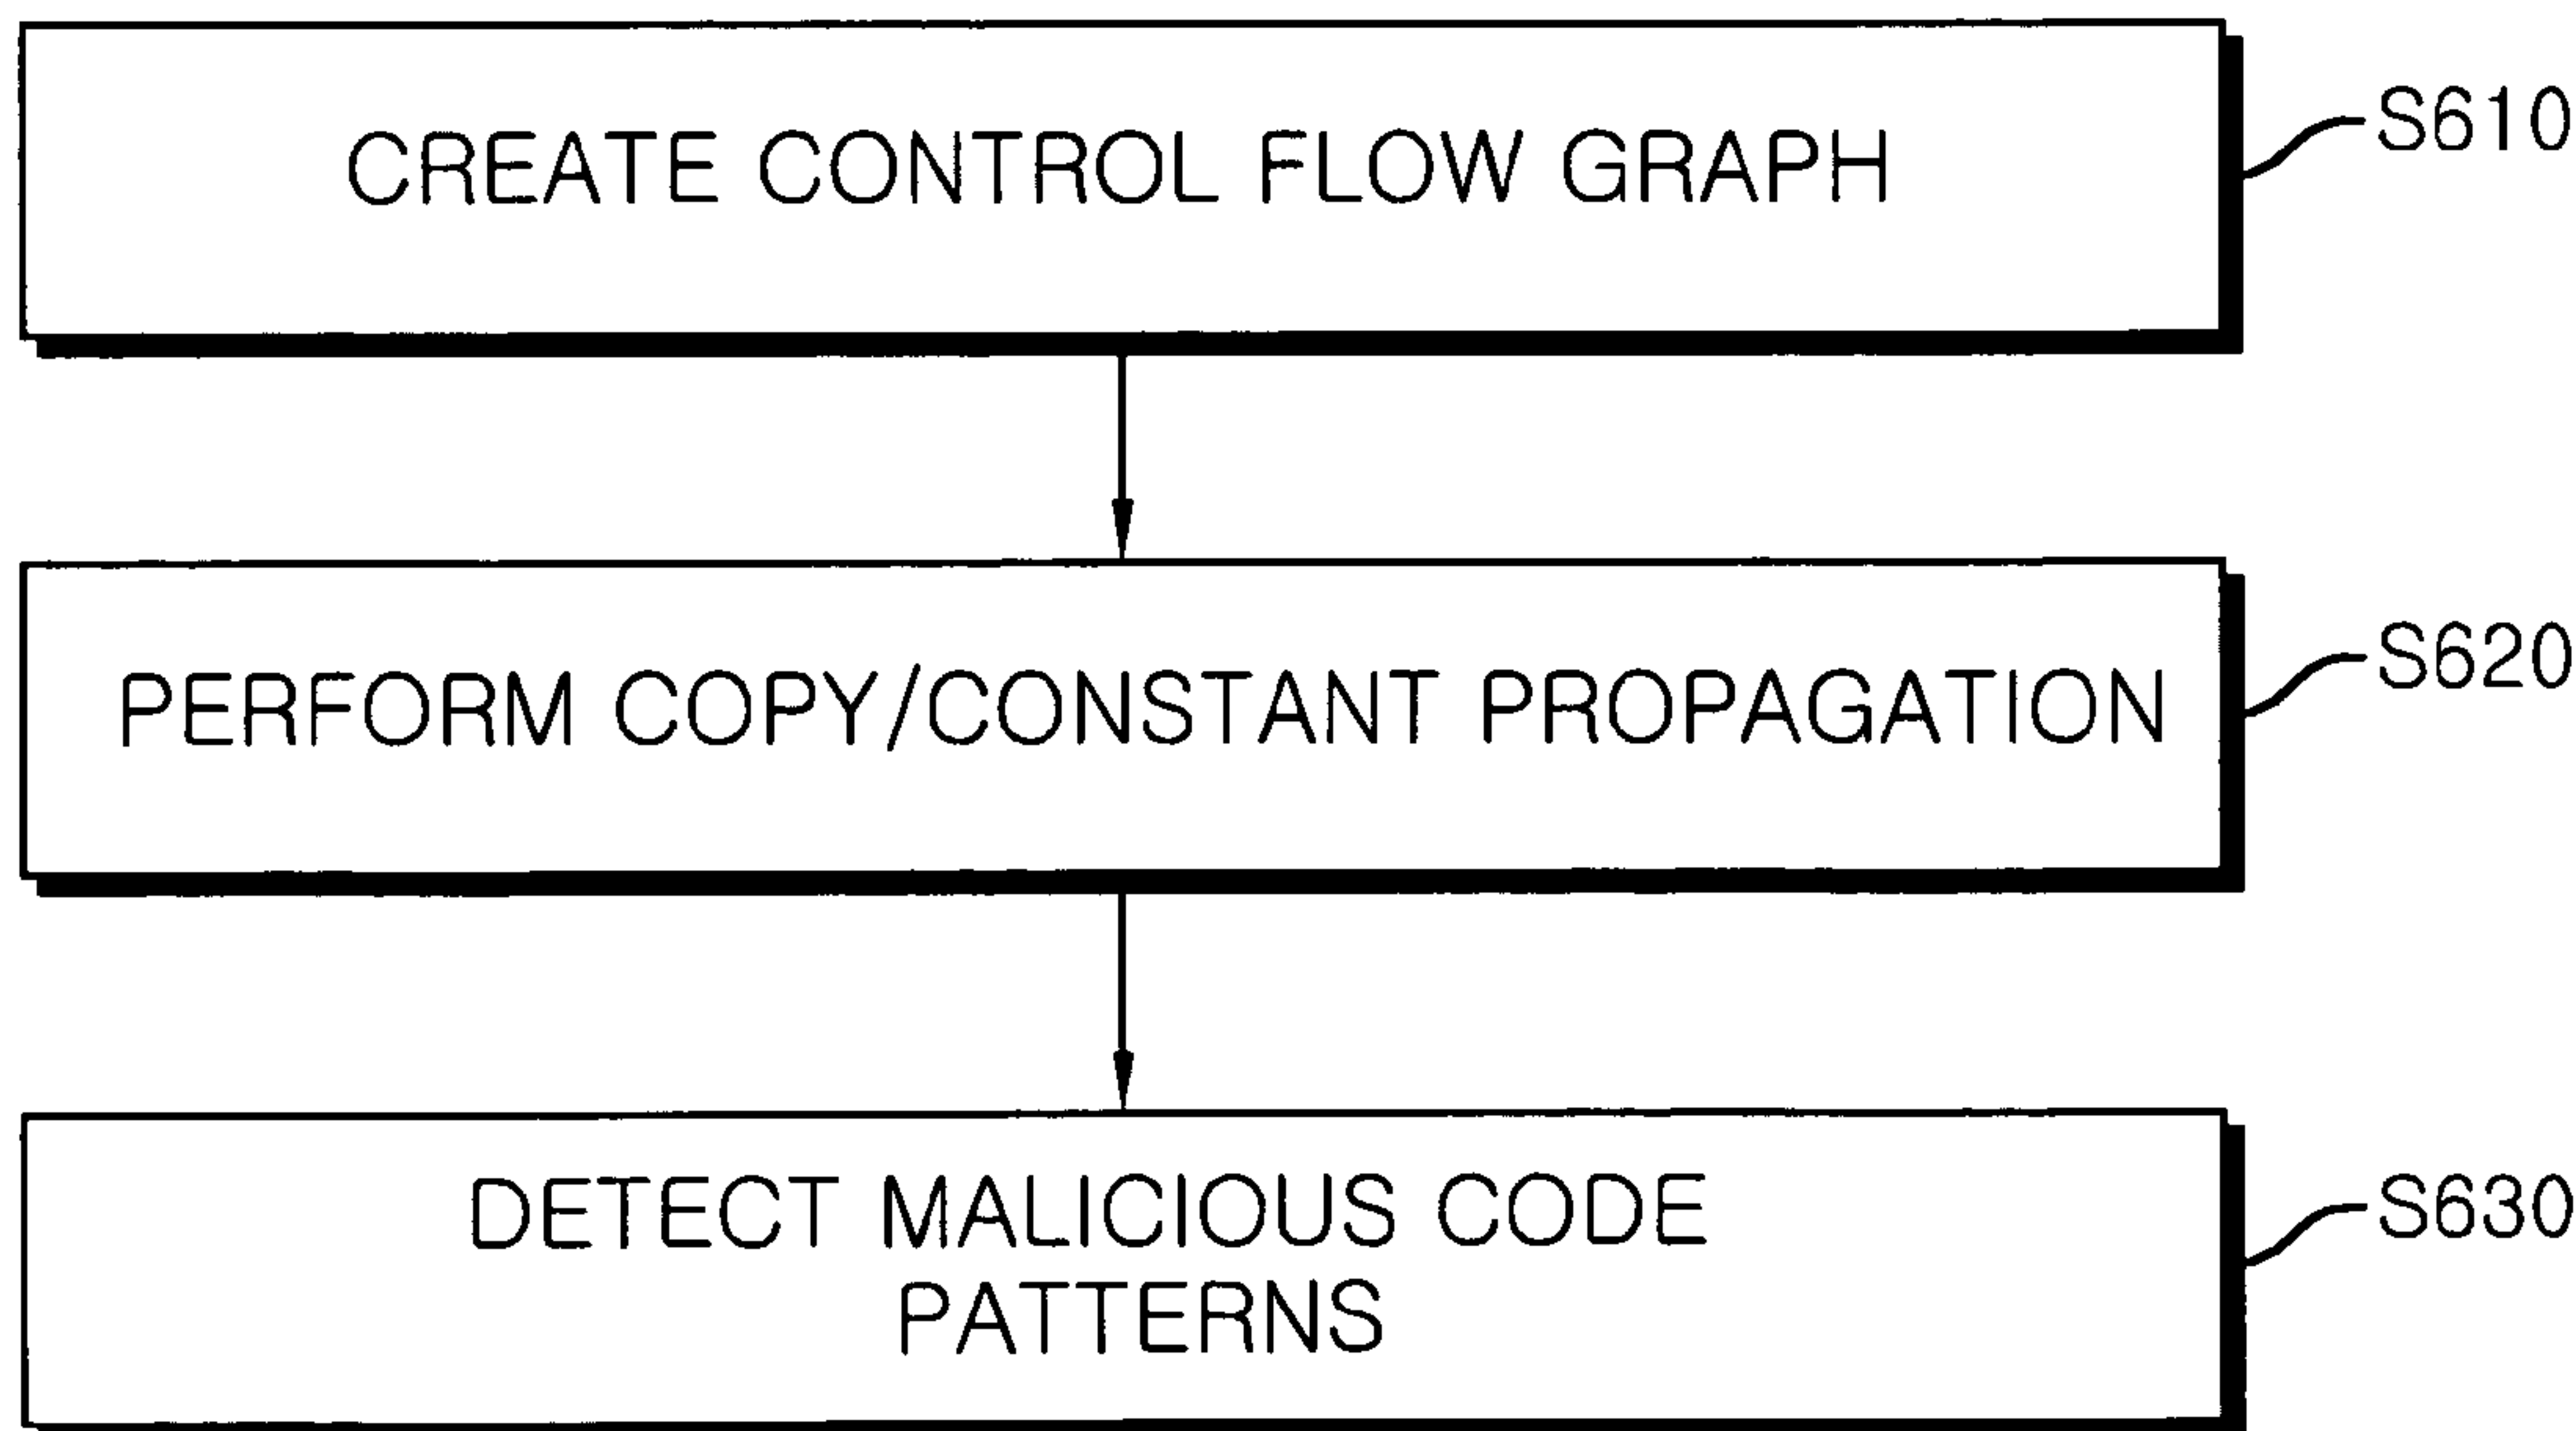 CREATE CONTROL FLOW GRAPH
S610
PERFORM COPY/CONSTANT PROPAGATION
S620
DETECT MALICIOUS CODE
PATTERNS
S630